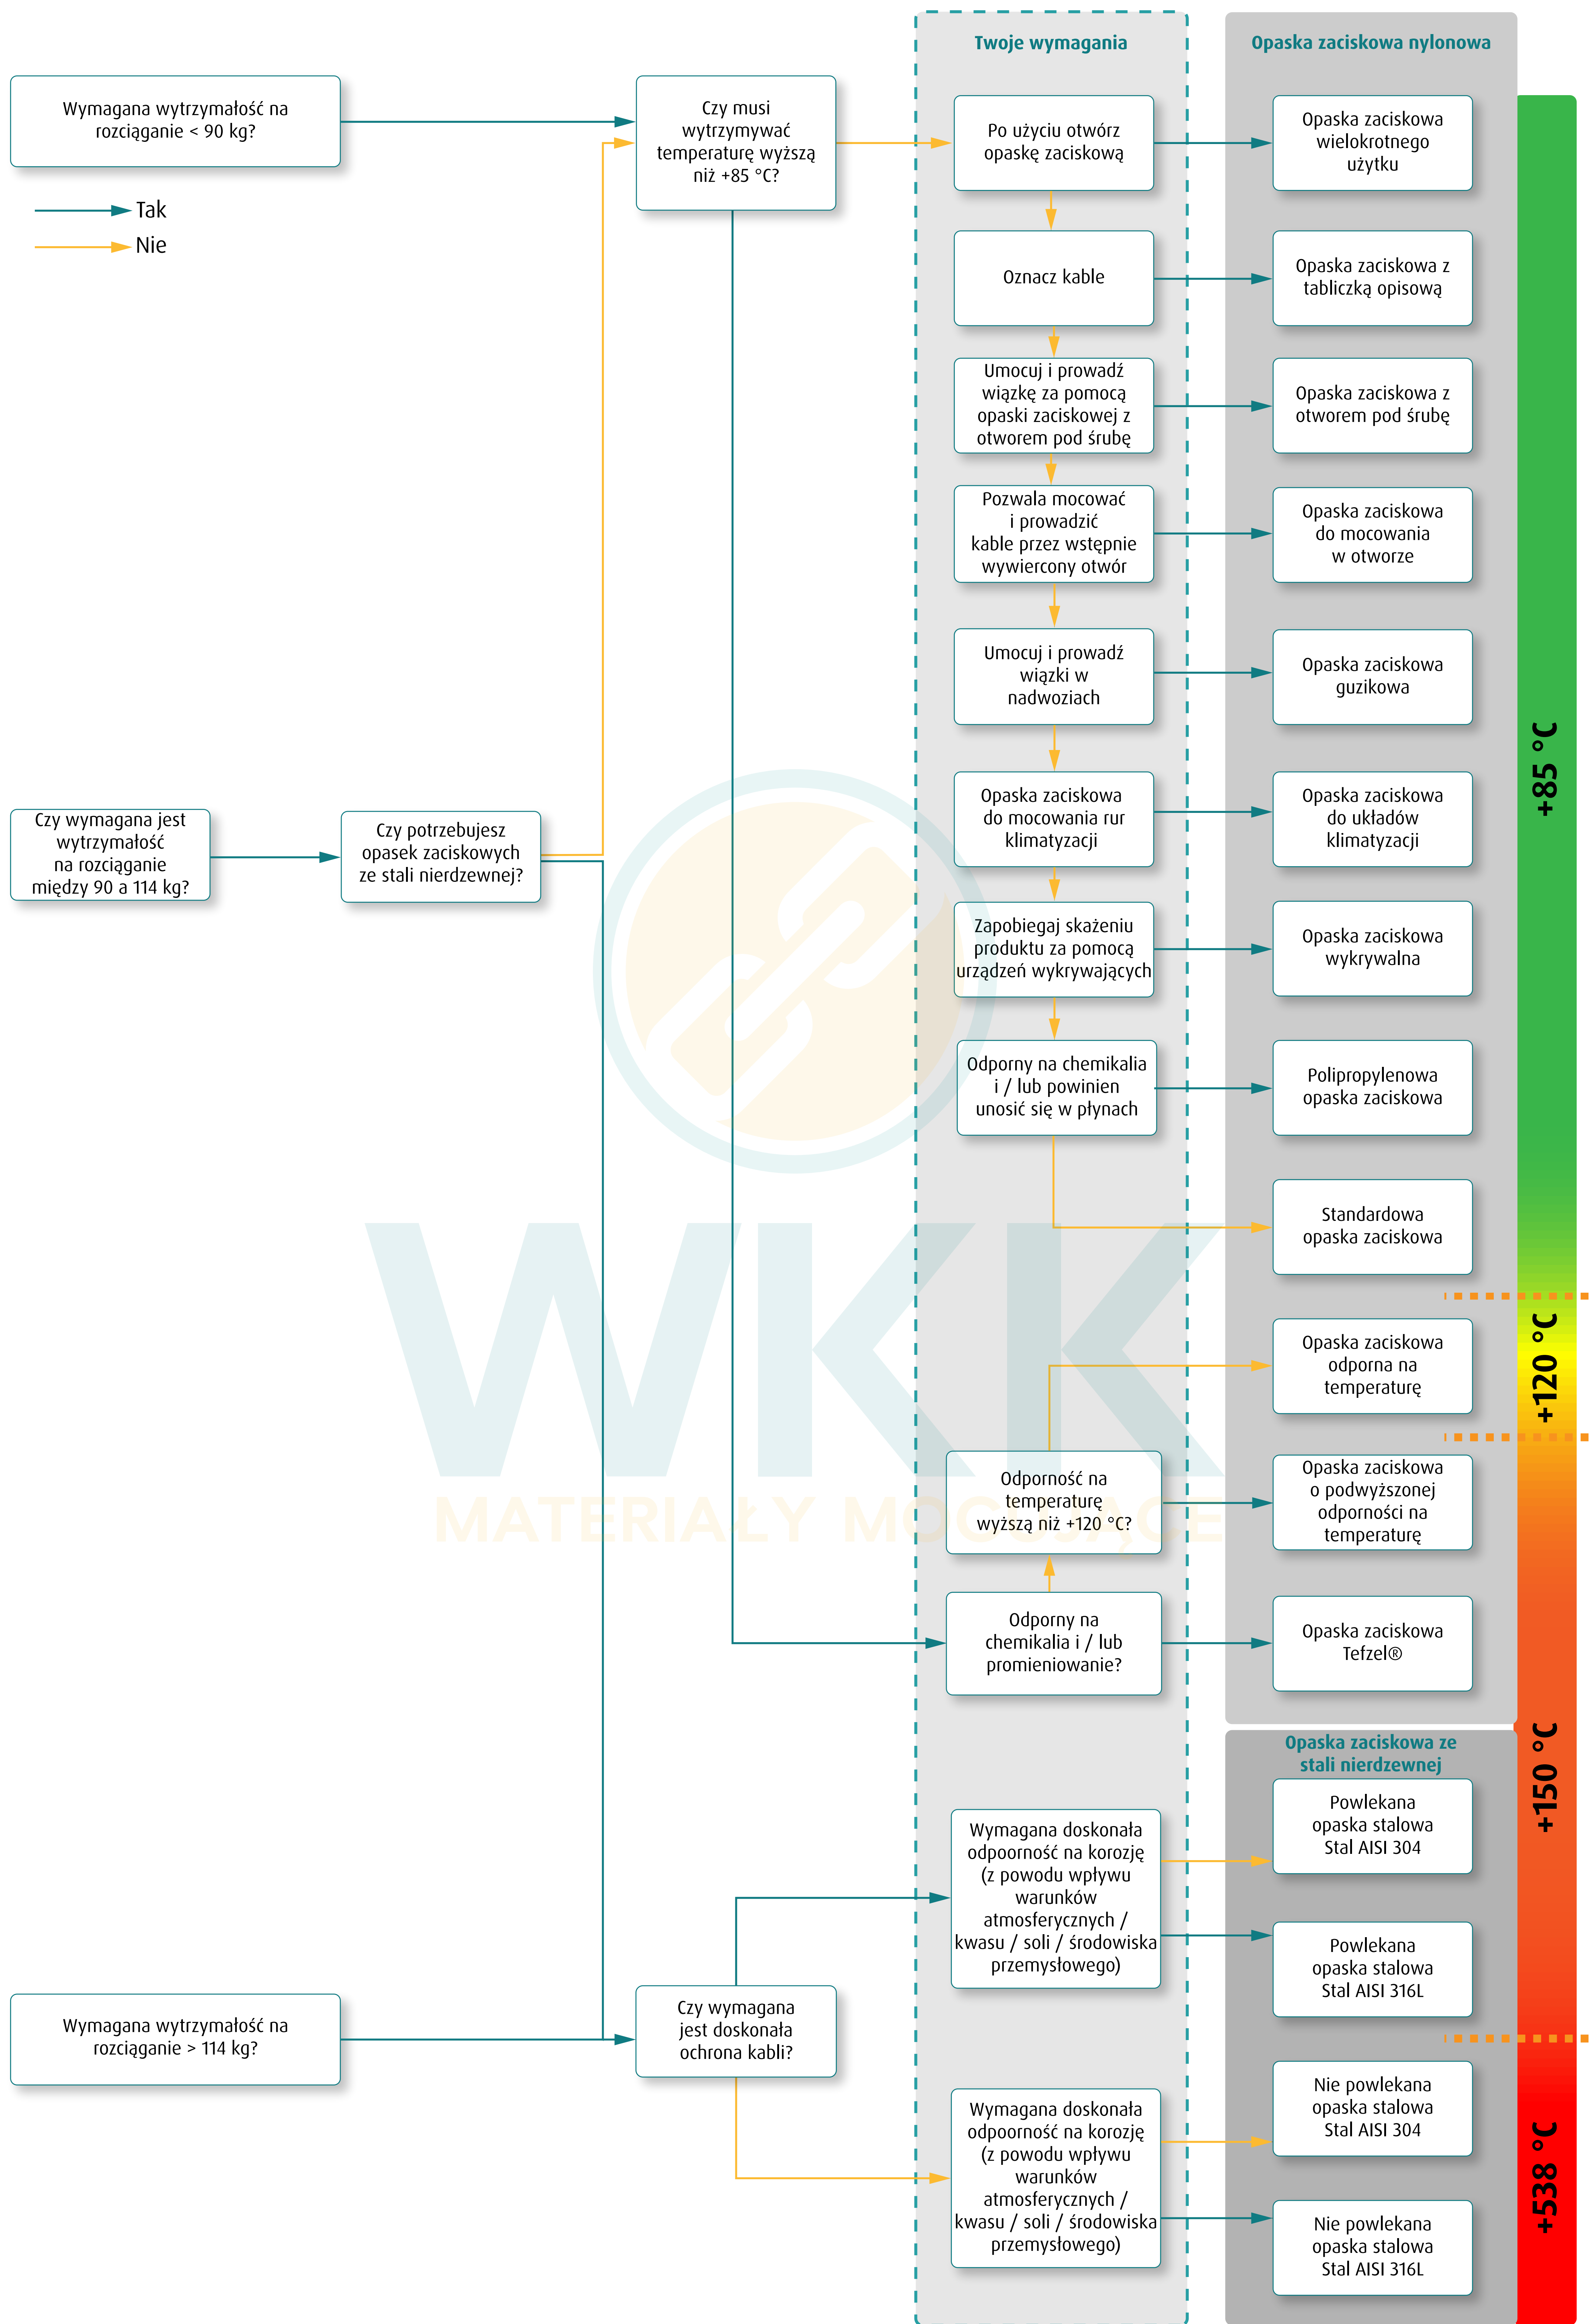 Twoje wymagania
Opaska zaciskowa nylonowa
Wymagana wytrzymałość na
rozciąganie < 90 kg?
Czy musi
wytrzymywać
temperaturę wyższą
niż +85 °C?
Po użyciu otwórz
opaskę zaciskową
Opaska zaciskowa
wielokrotnego
użytku
Tak
Nie
Oznacz kable
Opaska zaciskowa z
tabliczką opisową
Umocuj i prowadź
wiązkę za pomocą
opaski zaciskowej z
otworem pod śrubę
Opaska zaciskowa z
otworem pod śrubę
Pozwala mocować
i prowadzić
kable przez wstępnie
wywiercony otwór
Opaska zaciskowa
do mocowania
w otworze
Umocuj i prowadź
wiązki w
nadwoziach
Opaska zaciskowa
guzikowa
+85 °C
Czy wymagana jest
wytrzymałość
na rozciąganie
między 90 a 114 kg?
Czy potrzebujesz
opasek zaciskowych
ze stali nierdzewnej?
Opaska zaciskowa
do mocowania rur
klimatyzacji
Opaska zaciskowa
do układów
klimatyzacji
Zapobiegaj skażeniu
produktu za pomocą
urządzeń wykrywających
Opaska zaciskowa
wykrywalna
Odporny na chemikalia
i / lub powinien
unosić się w płynach
Polipropylenowa
opaska zaciskowa
Standardowa
opaska zaciskowa
WKK
MATERIAŁY MOCUJĄCE
Opaska zaciskowa
odporna na
temperaturę
+120 °C
Odporność na
temperaturę
wyższą niż +120 °C?
Opaska zaciskowa
o podwyższonej
odporności na
temperaturę
Odporny na
chemikalia i / lub
promieniowanie?
Opaska zaciskowa
Tefzel®
+150 °C
Opaska zaciskowa ze
stali nierdzewnej
Wymagana doskonała
odpoorność na korozję
(z powodu wpływu
warunków
atmosferycznych /
kwasu / soli / środowiska
przemysłowego)
Powlekana
opaska stalowa
Stal AISI 304
Powlekana
opaska stalowa
Stal AISI 316L
Wymagana wytrzymałość na
rozciąganie > 114 kg?
Czy wymagana
jest doskonała
ochrona kabli?
Wymagana doskonała
odpoorność na korozję
(z powodu wpływu
warunków
atmosferycznych /
kwasu / soli / środowiska
przemysłowego)
Nie powlekana
opaska stalowa
Stal AISI 304
Nie powlekana
opaska stalowa
Stal AISI 316L
+538 °C